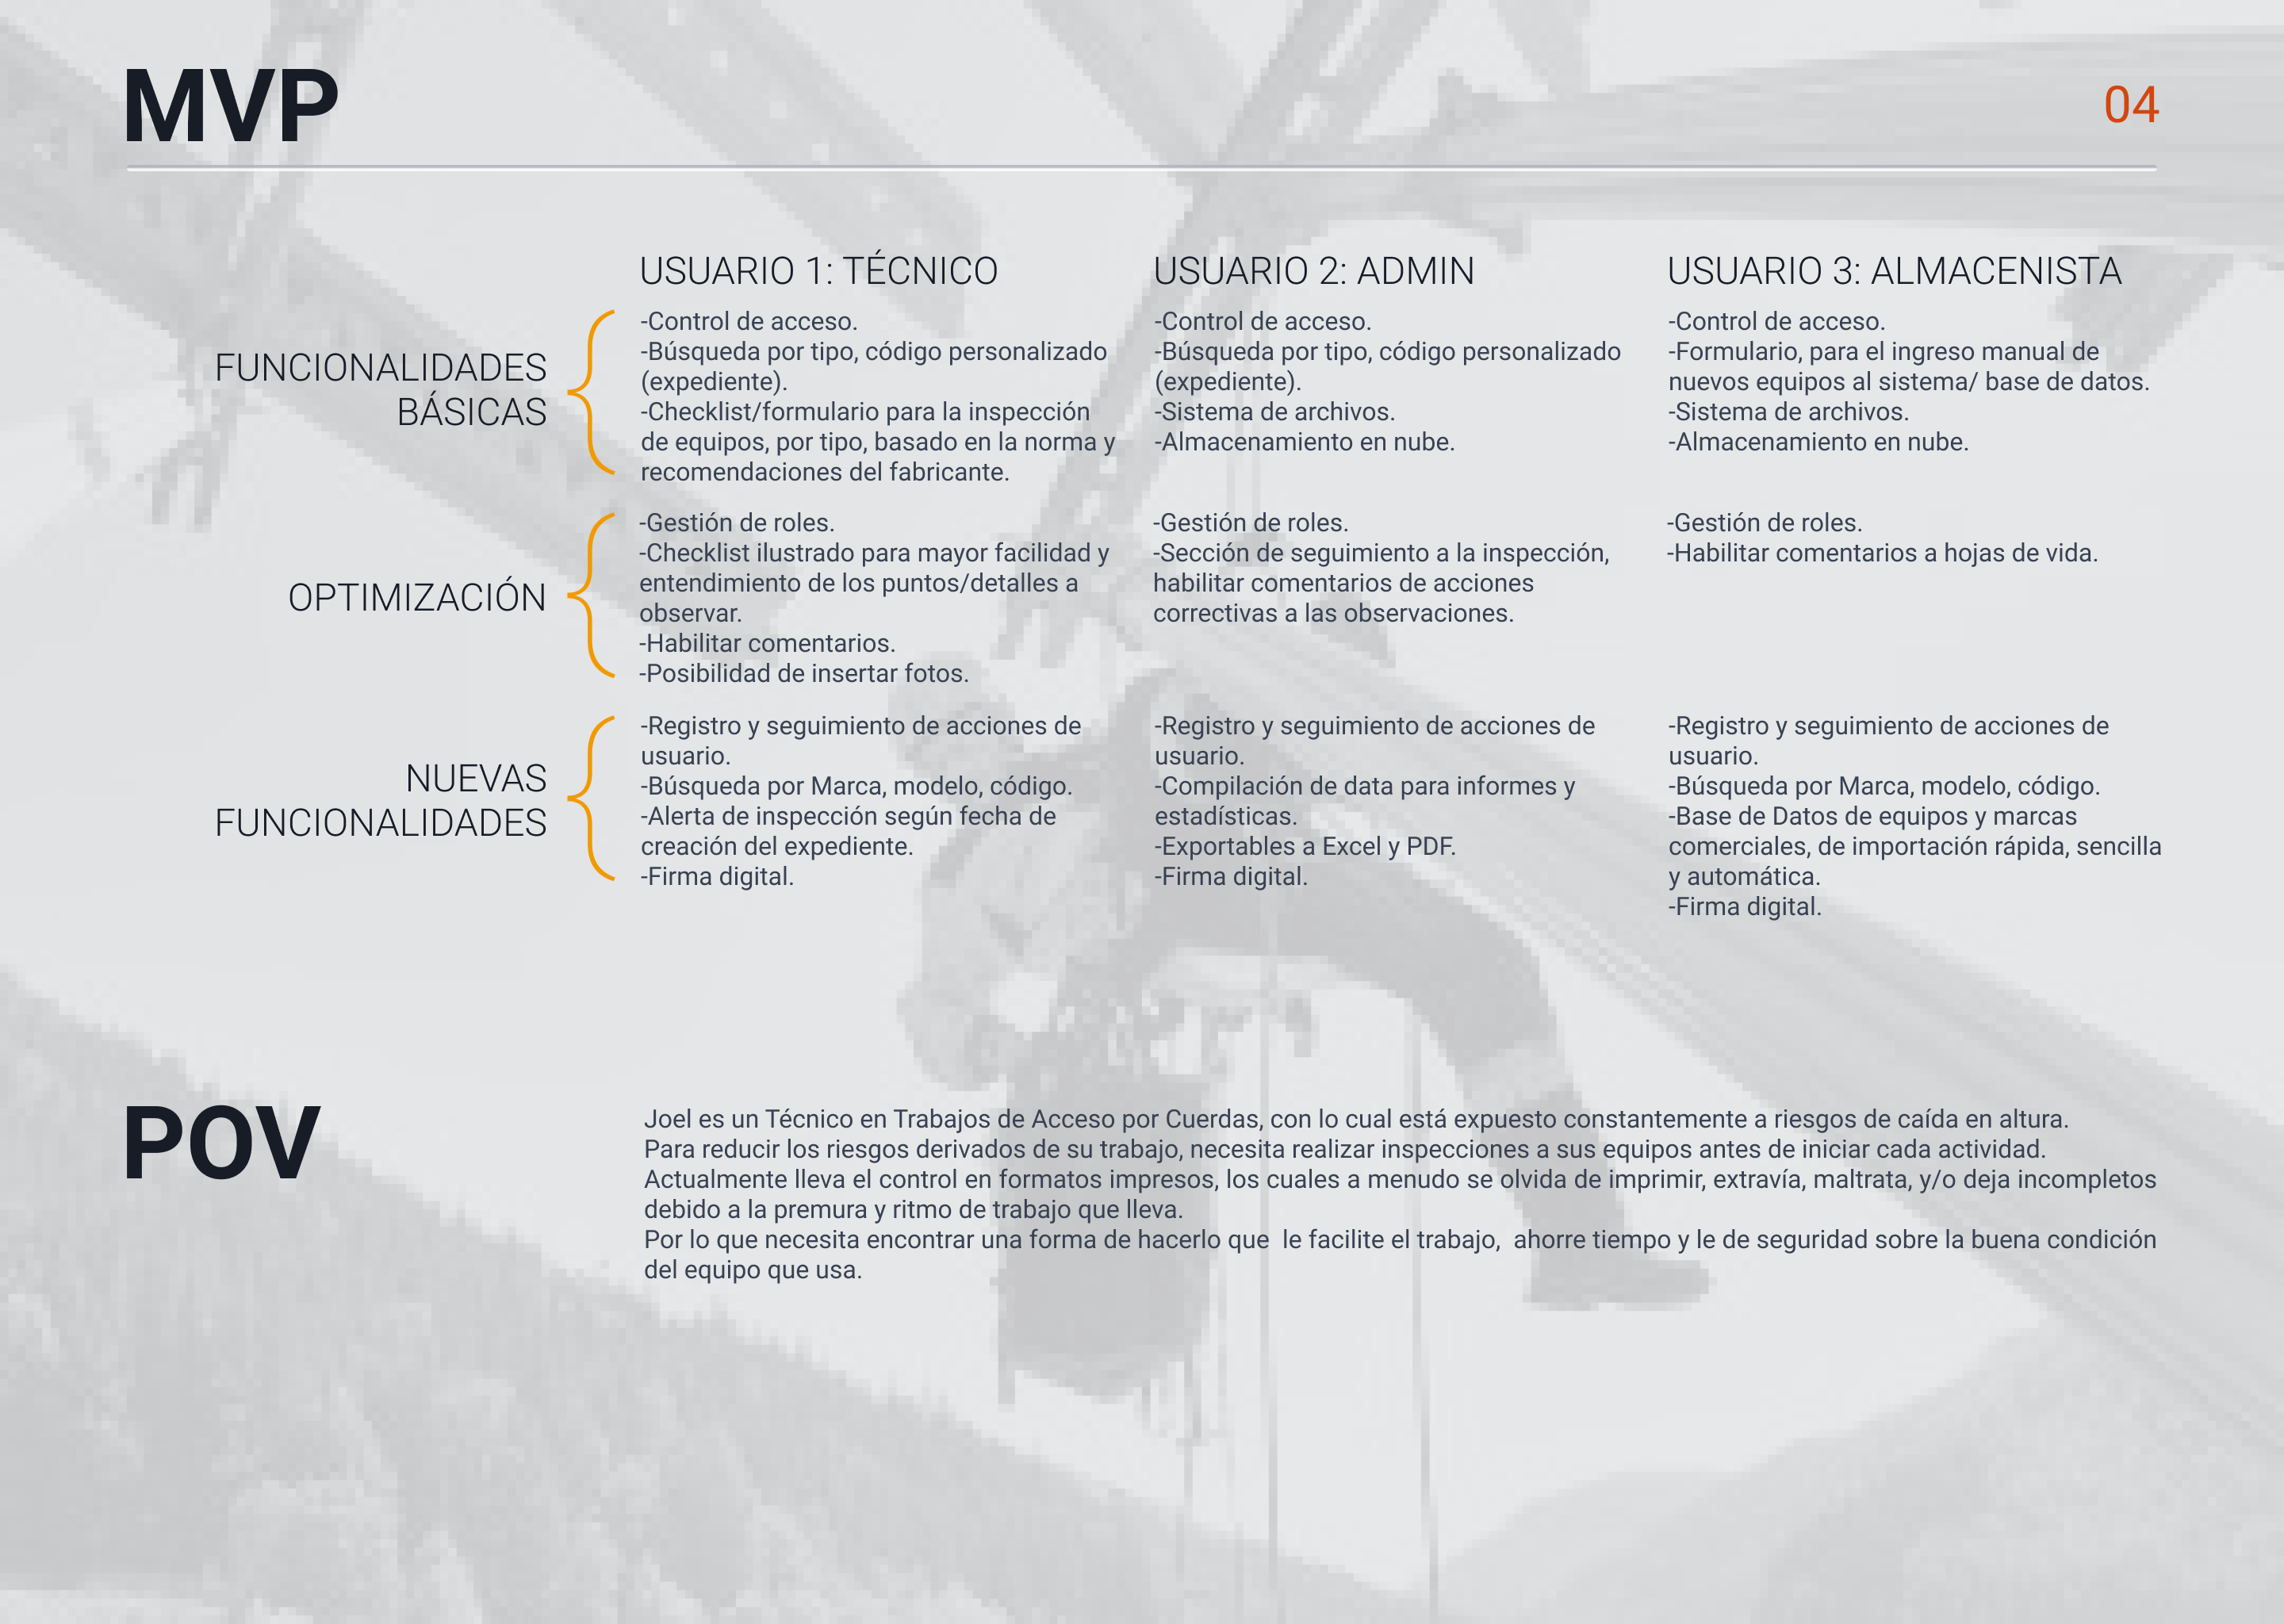 MVP
04
USUARIO 1: TÉCNICO
USUARIO 2: ADMIN
USUARIO 3: ALMACENISTA
FUNCIONALIDADES
BÁSICAS
-Control de acceso.
-Búsqueda por tipo, código personalizado
(expediente).
-Checklist/formulario para la inspección
de equipos, por tipo, basado en la norma y
recomendaciones del fabricante.
-Control de acceso.
-Búsqueda por tipo, código personalizado
(expediente).
-Sistema de archivos.
-Almacenamiento en nube.
-Control de acceso.
-Formulario, para el ingreso manual de
nuevos equipos al sistema/ base de datos.
-Sistema de archivos.
-Almacenamiento en nube.
OPTIMIZACIÓN
-Gestión de roles.
-Checklist ilustrado para mayor facilidad y
entendimiento de los puntos/detalles a
observar.
-Habilitar comentarios.
-Posibilidad de insertar fotos.
-Gestión de roles.
-Sección de seguimiento a la inspección,
habilitar comentarios de acciones
correctivas a las observaciones.
-Gestión de roles.
-Habilitar comentarios a hojas de vida.
NUEVAS
FUNCIONALIDADES
-Registro y seguimiento de acciones de
usuario.
-Búsqueda por Marca, modelo, código.
-Alerta de inspección según fecha de
creación del expediente.
-Firma digital.
-Registro y seguimiento de acciones de
usuario.
-Compilación de data para informes y
estadísticas.
-Exportables a Excel y PDF.
-Firma digital.
-Registro y seguimiento de acciones de
usuario.
-Búsqueda por Marca, modelo, código.
-Base de Datos de equipos y marcas
comerciales, de importación rápida, sencilla
y automática.
-Firma digital.
POV
Joel es un Técnico en Trabajos de Acceso por Cuerdas, con lo cual está expuesto constantemente a riesgos de caída en altura.
Para reducir los riesgos derivados de su trabajo, necesita realizar inspecciones a sus equipos antes de iniciar cada actividad.
Actualmente lleva el control en formatos impresos, los cuales a menudo se olvida de imprimir, extravía, maltrata, y/o deja incompletos
debido a la premura y ritmo de trabajo que lleva.
Por lo que necesita encontrar una forma de hacerlo que  le facilite el trabajo,  ahorre tiempo y le de seguridad sobre la buena condición
del equipo que usa.